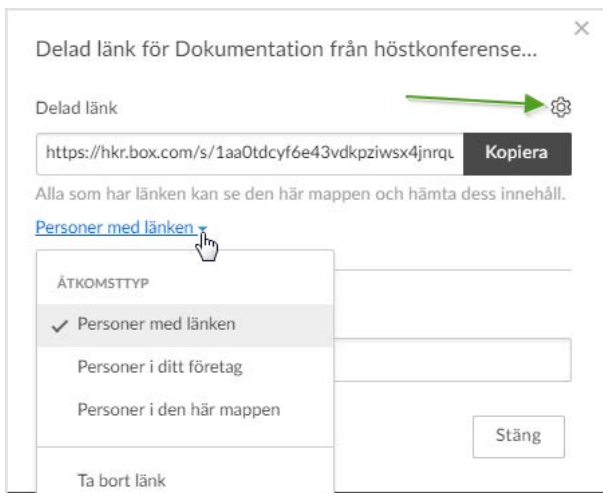 Delad länk för Dokumentation från höstkonferense...
Delad länk
https://hkr.box.com/s/1aa0tdcyf6e43vdkpziwsx4jnrqu
Kopiera
Alla som har länken kan se den här mappen och hämta dess innehåll.
Personer med länken
ÅTKOMSTTYP
Personer med länken
Personer i ditt företag
Personer i den här mappen
Stäng
Ta bort länk